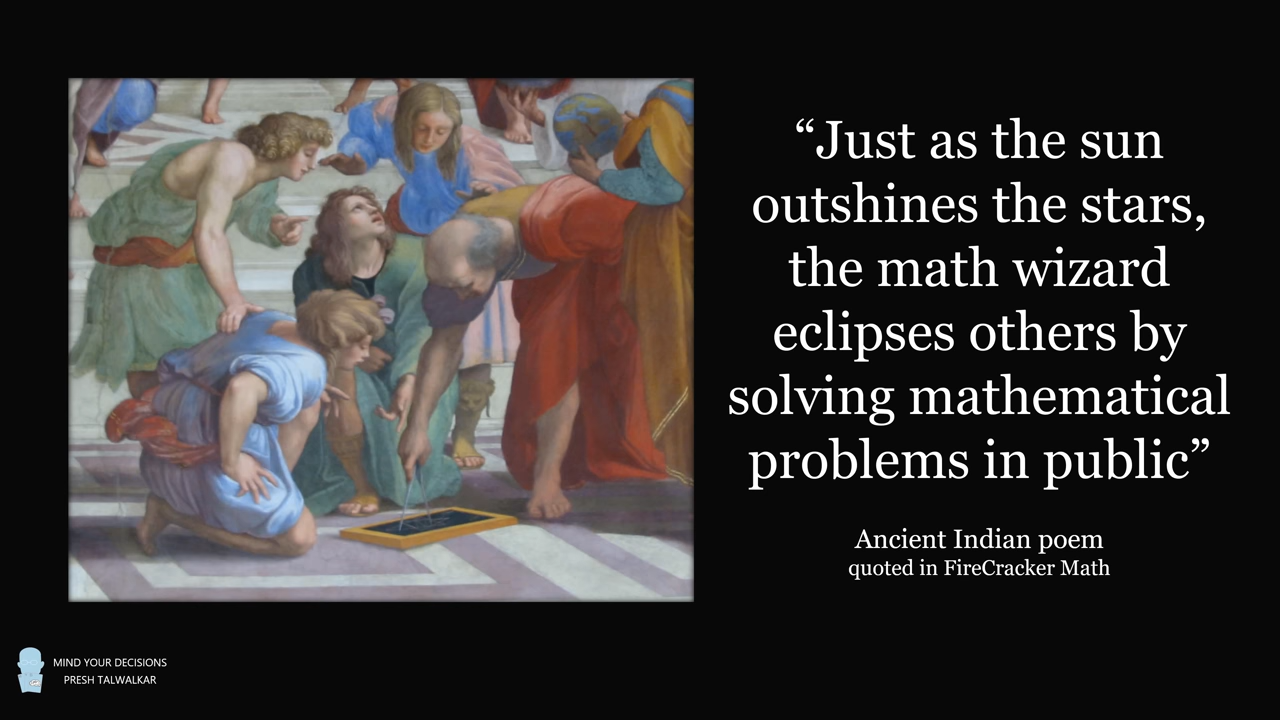 “Just as the sun
outshines the stars,
the math wizard
eclipses others by
solving mathematical
problems in public”
Ancient Indian poem
quoted in FireCracker Math
MIND YOUR DECISIONS
PRESH TALWALKAR